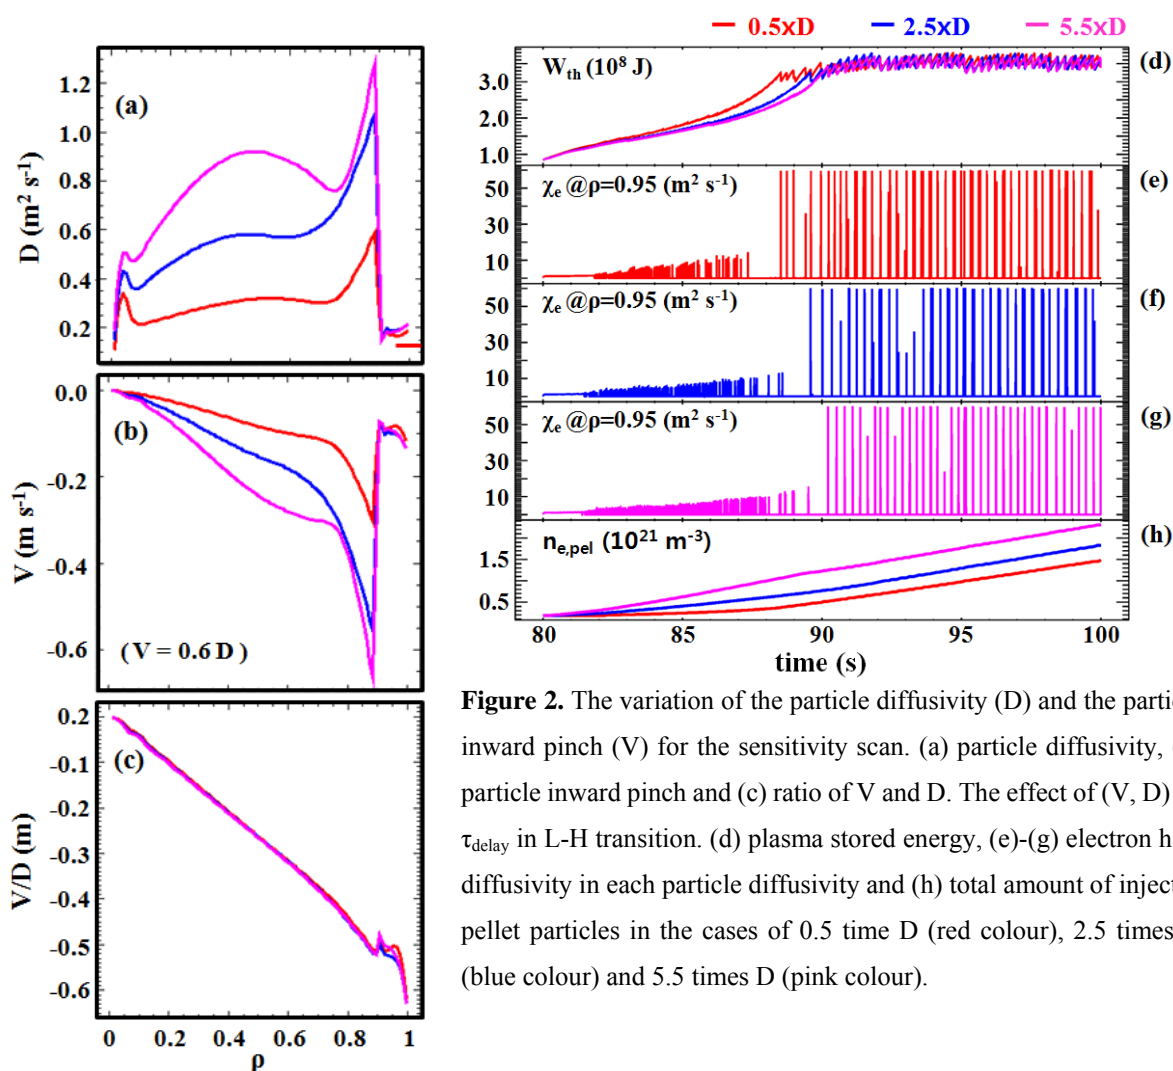 0.5xD 2.5xD 5.5xD
(a)
D (m² s⁻¹)
1.2
1.0
0.8
0.6
0.4
0.2
(b)
V (m s⁻¹)
0.0
-0.2
-0.4
-0.6
( V = 0.6 D )
(c)
V/D (m)
0.2
-0.1
-0.2
-0.3
-0.4
-0.5
-0.6
0 0.2 0.4 0.6 0.8 1
ρ
W_th (10⁸ J) (d)
3.0
2.0
1.0
χ_e @ρ=0.95 (m² s⁻¹) (e)
50
30
10
χ_e @ρ=0.95 (m² s⁻¹) (f)
50
30
10
χ_e @ρ=0.95 (m² s⁻¹) (g)
50
30
10
n_e,pel (10²¹ m⁻³) (h)
1.5
0.5
80 85 90 95 100
time (s)
Figure 2. The variation of the particle diffusivity (D) and the partic
inward pinch (V) for the sensitivity scan. (a) particle diffusivity,
particle inward pinch and (c) ratio of V and D. The effect of (V, D)
τ_delay in L-H transition. (d) plasma stored energy, (e)-(g) electron h
diffusivity in each particle diffusivity and (h) total amount of inject
pellet particles in the cases of 0.5 time D (red colour), 2.5 times
(blue colour) and 5.5 times D (pink colour).